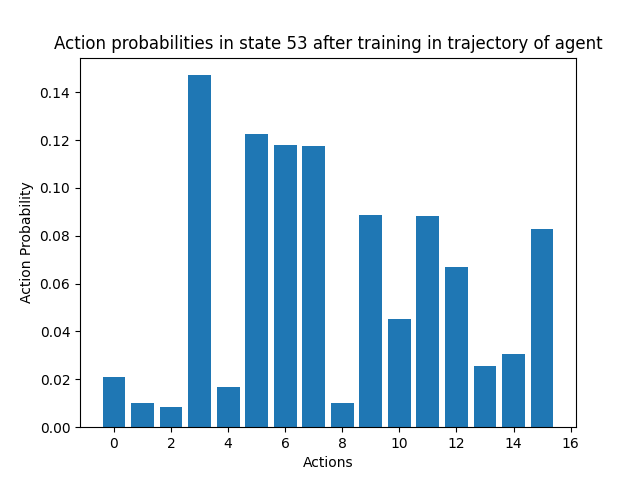 Action probabilities in state 53 after training in trajectory of agent
0.14
0.12
0.10
0.08
0.06
0.04
0.02
0.00
Action Probability
0 2 4 6 8 10 12 14 16
Actions